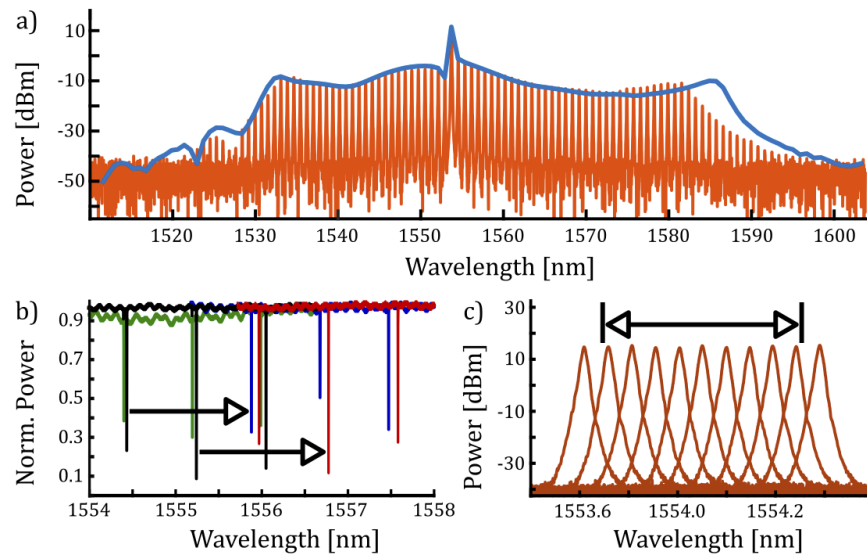 a)
Power [dBm]
10
-10
-30
-50
1520 1530 1540 1550 1560 1570 1580 1590 1600
Wavelength [nm]
b)
Norm. Power
0.9
0.7
0.5
0.3
0.1
1554 1555 1556 1557 1558
Wavelength [nm]
c)
Power [dBm]
30
10
-10
-30
1553.6 1554.0 1554.2
Wavelength [nm]